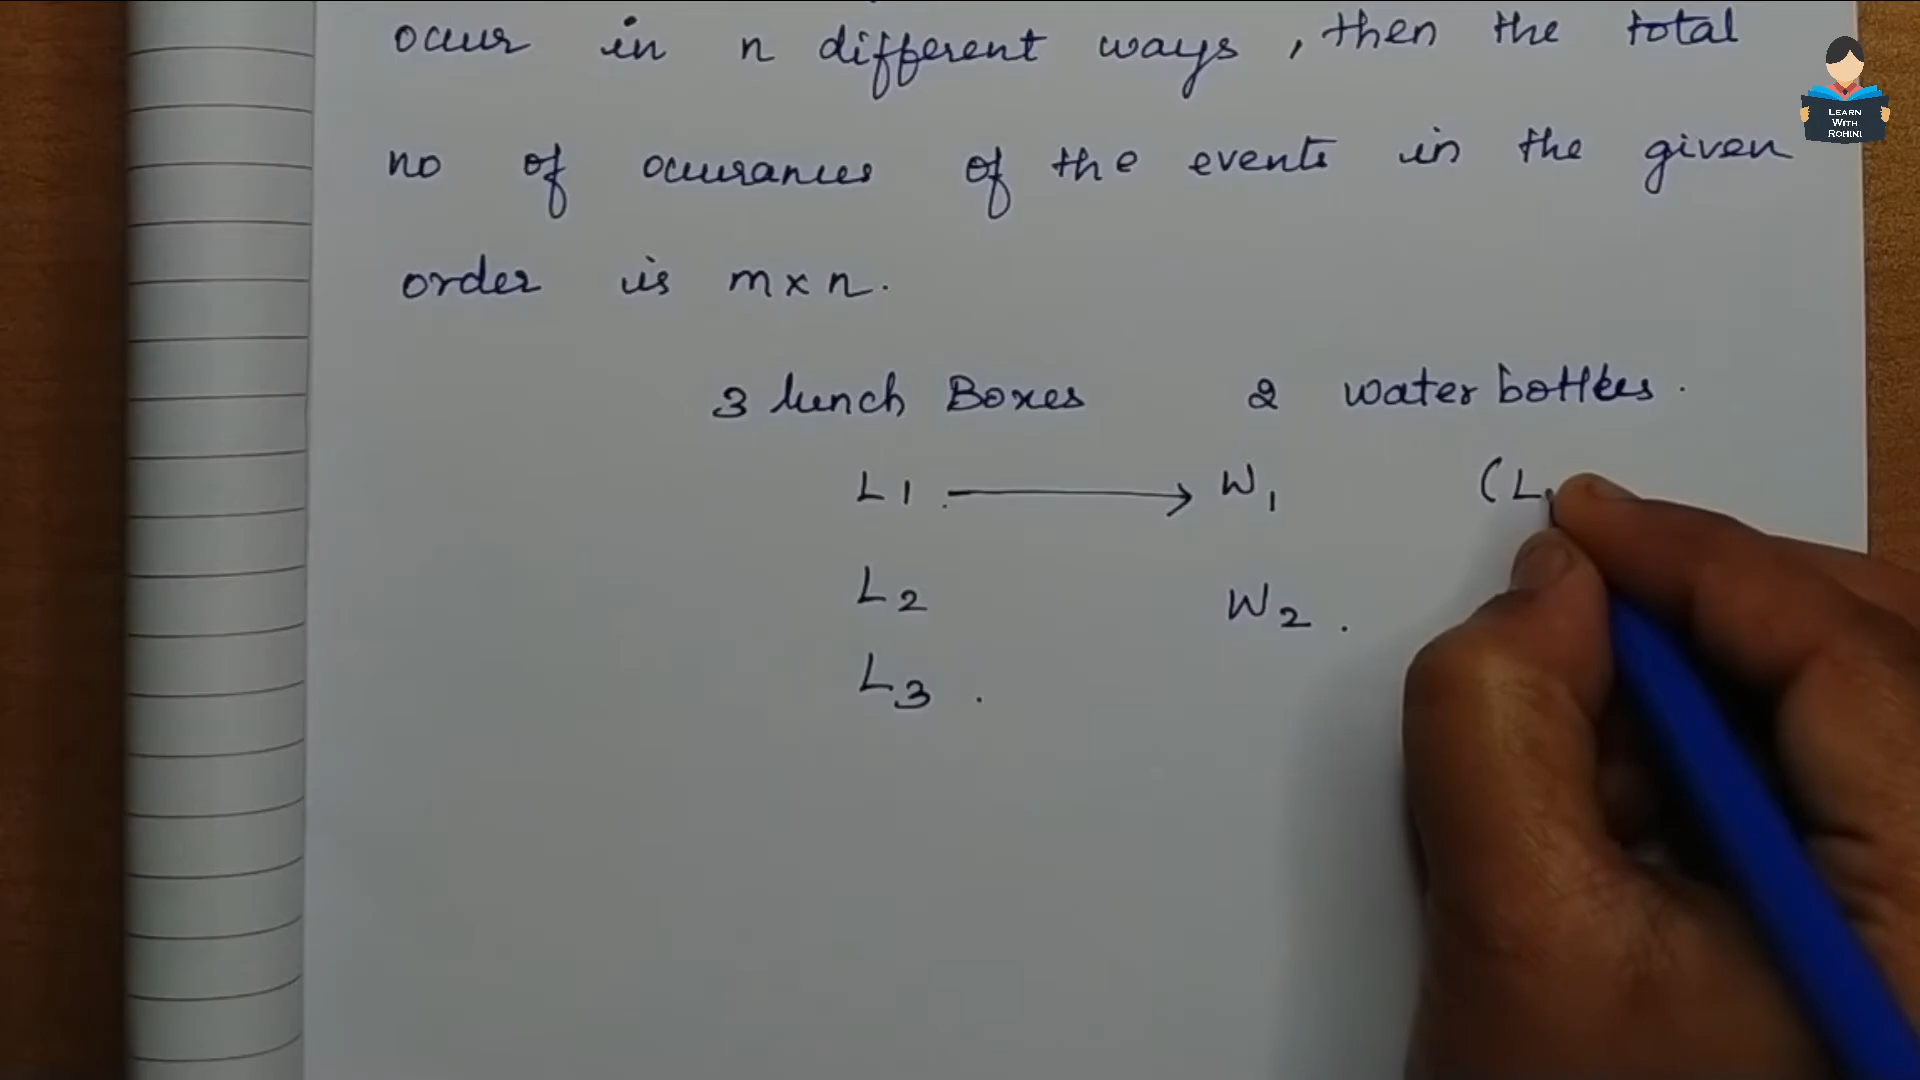 occur in n different ways, then the total
LEARN
WITH
ROHINI
no of ocurances of the events in the given
order is m x n.
3 lunch Boxes 2 water bottles.
L1 → W1 (L
L2 W2.
L3.